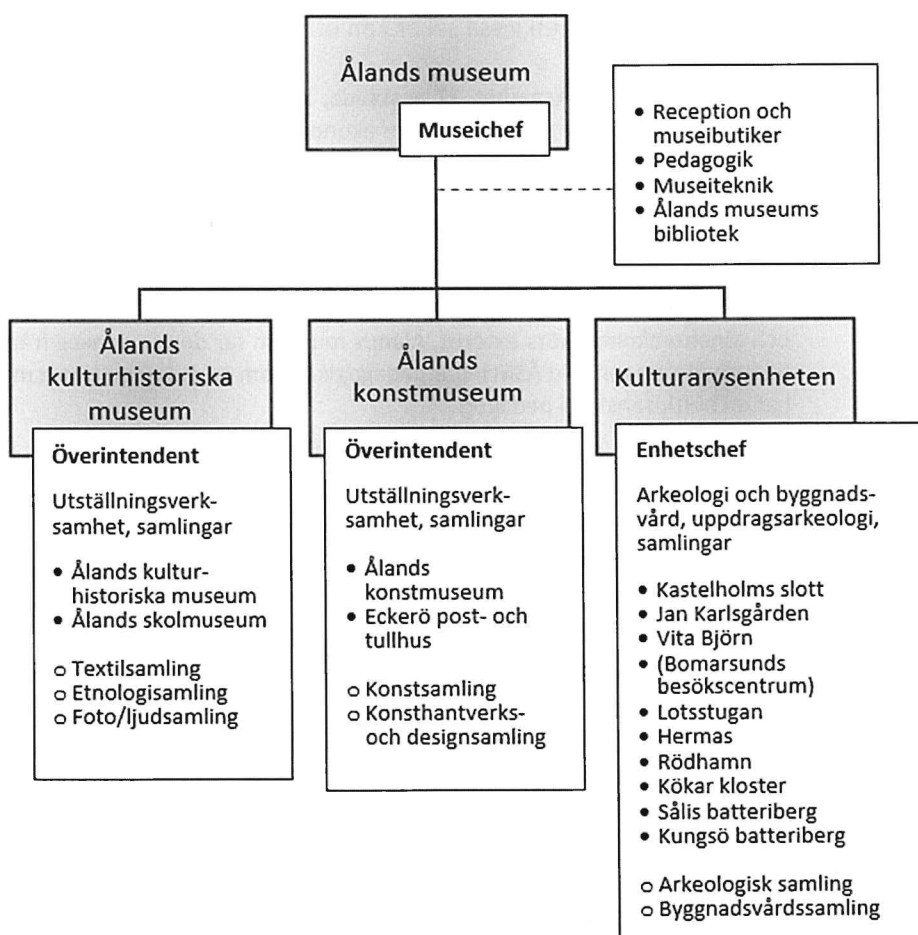 Ålands museum
Museichef
• Reception och
museibutiker
• Pedagogik
• Museiteknik
• Ålands museums
bibliotek
Ålands
kulturhistoriska
museum
Överintendent
Utställningsverk-
samhet, samlingar
• Ålands kultur-
historiska museum
• Ålands skolmuseum
o Textilsamling
o Etnologisamling
o Foto/ljudsamling
Ålands
konstmuseum
Överintendent
Utställningsverk-
samhet, samlingar
• Ålands
konstmuseum
• Eckerö post- och
tullhus
o Konstsamling
o Konsthantverks-
och designsamling
Kulturarvsenheten
Enhetschef
Arkeologi och byggnads-
vård, uppdragsarkeologi,
samlingar
• Kastelholms slott
• Jan Karlsgården
• Vita Björn
• (Bomarsunds
besökscentrum)
• Lotsstugan
• Hermas
• Rödhamn
• Kökar kloster
• Sålis batteriberg
• Kungsö batteriberg
o Arkeologisk samling
o Byggnadsvårdssamling